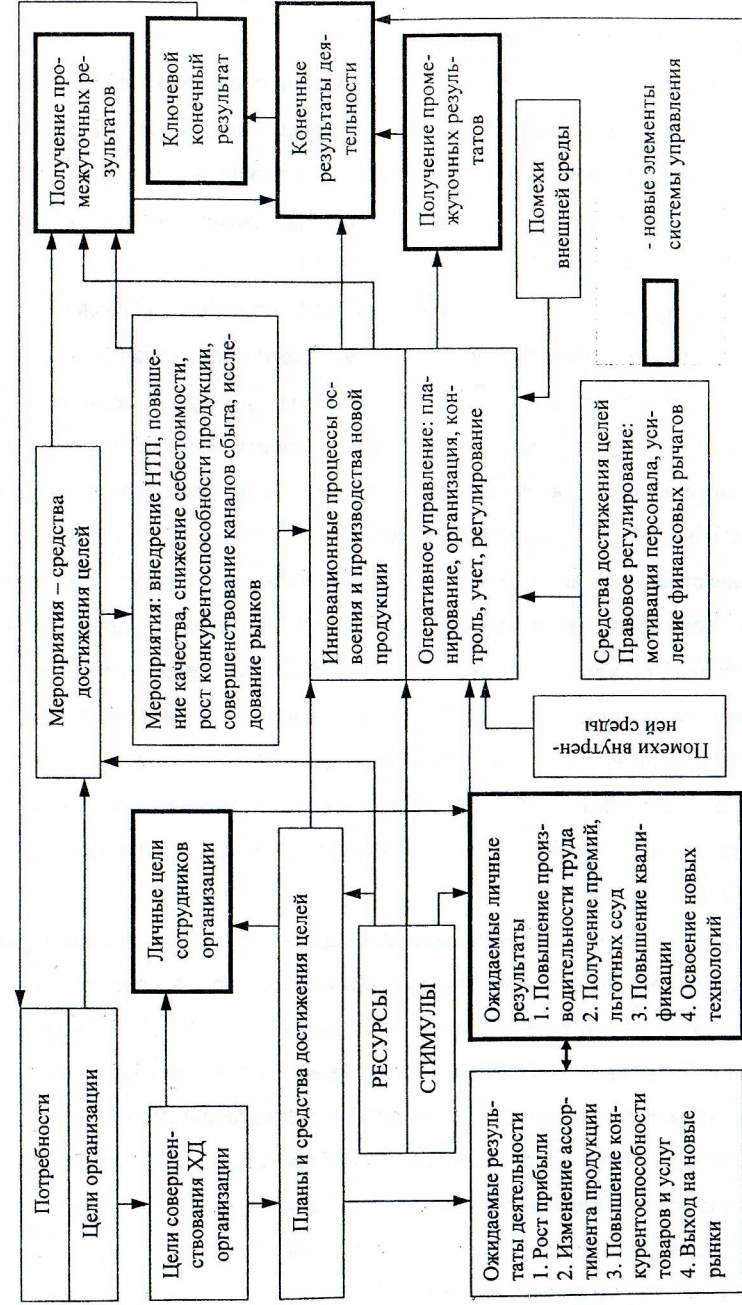 Потребности
Цели организации
Цели совершен-
ствования ХД
организации
Планы и средства достижения целей
Личные цели
сотрудников
организации
РЕСУРСЫ
СТИМУЛЫ
Ожидаемые резуль-
таты деятельности
1. Рост прибыли
2. Изменение ассор-
тимента продукции
3. Повышение кон-
курентоспособности
товаров и услуг
4. Выход на новые
рынки
Ожидаемые личные
результаты
1. Повышение произ-
водительности труда
2. Получение премий,
льготных ссуд
3. Повышение квали-
фикации
4. Освоение новых
технологий
Мероприятия – средства
достижения целей
Мероприятия: внедрение НТП, повыше-
ние качества, снижение себестоимости,
рост конкурентоспособности продукции,
совершенствование каналов сбыта, иссле-
дование рынков
Инновационные процессы ос-
воения и производства новой
продукции
Оперативное управление: пла-
нирование, организация, кон-
троль, учет, регулирование
Помехи внутрен-
ней среды
Средства достижения целей
Правовое регулирование:
мотивация персонала, уси-
ление финансовых рычагов
Получение про-
межуточных ре-
зультатов
Ключевой
конечный
результат
Конечные
результаты дея-
тельности
Получение проме-
жуточных резуль-
татов
Помехи
внешней среды
- новые элементы
системы управления